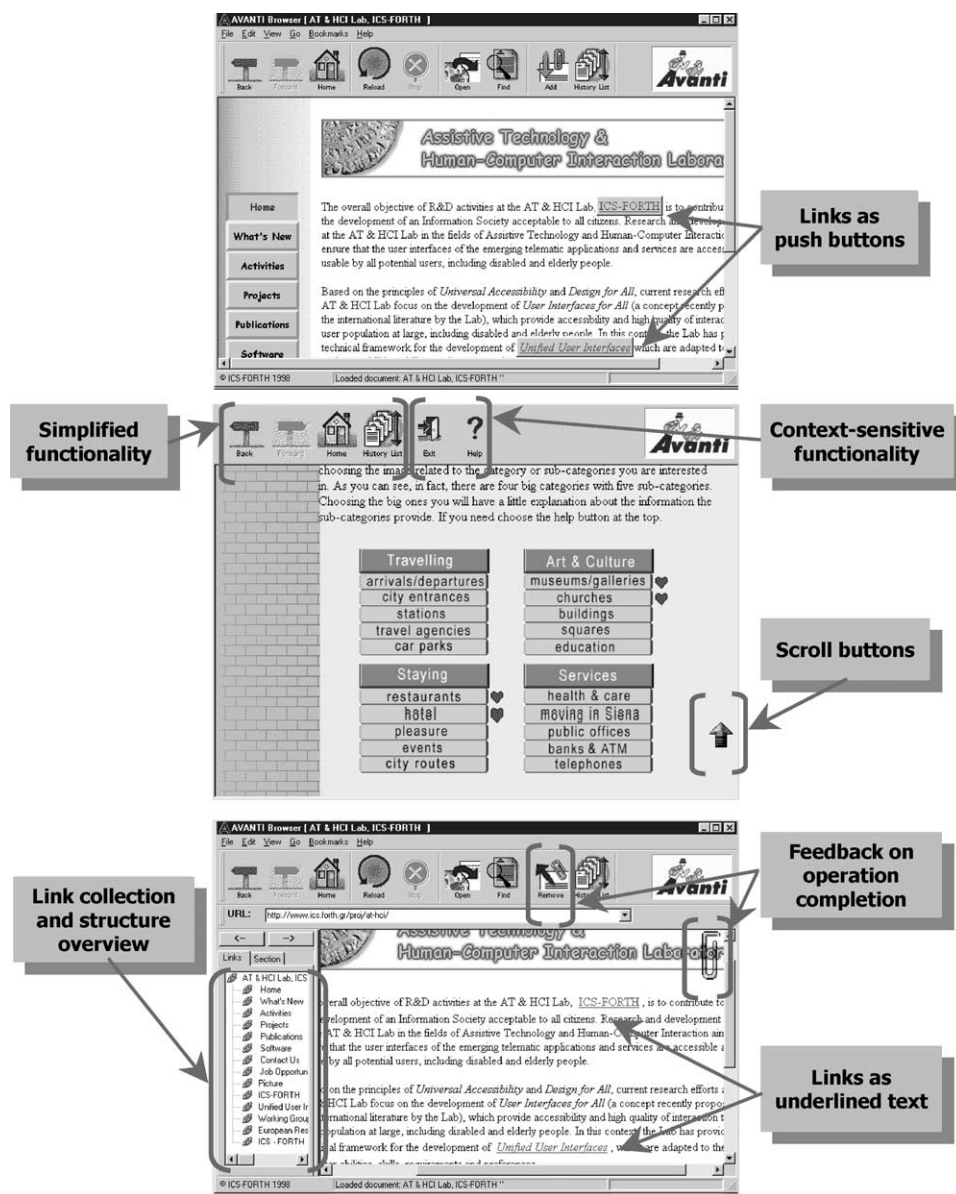 AVANTI Browser [ AT & HCI Lab, ICS-FORTH ]
File Edit View Go Bookmarks Help
Back Forward Home Reload Stop Open Find Add History List
Avanti
Assistive Technology &
Human-Computer Interaction Labora
Home
What's New
Activities
Projects
Publications
Software
The overall objective of R&D activities at the AT & HCI Lab, ICS-FORTH is to contribu
the development of an Information Society acceptable to all citizens. Research and develop
at the AT & HCI Lab in the fields of Assistive Technology and Human-Computer Interactio
ensure that the user interfaces of the emerging telematic applications and services are access
usable by all potential users, including disabled and elderly people.
Based on the principles of Universal Accessibility and Design for All, current research eff
AT & HCI Lab focus on the development of User Interfaces for All (a concept recently p
the international literature by the Lab), which provide accessibility and high quality of interac
user population at large, including disabled and elderly people. In this context the Lab has p
technical framework for the development of Unified User Interfaces which are adapted to
© ICS-FORTH 1998 Loaded document: AT & HCI Lab, ICS-FORTH ''
Links as
push buttons
Simplified
functionality
Back Forward Home History List Exit Help
Avanti
Context-sensitive
functionality
choosing the image related to the category or sub-categories you are interested
in. As you can see, in fact, there are four big categories with five sub-categories.
Choosing the big ones you will have a little explanation about the information the
sub-categories provide. If you need choose the help button at the top.
Travelling
arrivals/departures
city entrances
stations
travel agencies
car parks
Art & Culture
museums/galleries
churches
buildings
squares
education
Staying
restaurants
hotel
pleasure
events
city routes
Services
health & care
moving in Siena
public offices
banks & ATM
telephones
Scroll buttons
AVANTI Browser [ AT & HCI Lab, ICS-FORTH ]
File Edit View Go Bookmarks Help
Back Forward Home Reload Stop Open Find Remove History List
Avanti
URL: http://www.ics.forth.gr/proj/at-hci/
<-- -->
Links Section
AT & HCI Lab, ICS
Home
What's New
Activities
Projects
Publications
Software
Contact Us
Job Opportun
Picture
ICS-FORTH
Unified User Ir
Working Group
European Res
ICS - FORTH
Assistive Technology &
Human-Computer Interaction Laborator
verall objective of R&D activities at the AT & HCI Lab, ICS-FORTH , is to contribute to
velopment of an Information Society acceptable to all citizens. Research and development
AT & HCI Lab in the fields of Assistive Technology and Human-Computer Interaction aim
e that the user interfaces of the emerging telematic applications and services are accessible a
e by all potential users, including disabled and elderly people.
on the principles of Universal Accessibility and Design for All, current research efforts a
HCI Lab focus on the development of User Interfaces for All (a concept recently propo
ernational literature by the Lab), which provide accessibility and high quality of interaction t
opulation at large, including disabled and elderly people. In this context the Lab has provid
ical framework for the development of Unified User Interfaces , which are adapted to the
abilities, skills, requirements and preferences
© ICS-FORTH 1998 Loaded document: AT & HCI Lab, ICS-FORTH ''
Link collection
and structure
overview
Feedback on
operation
completion
Links as
underlined text